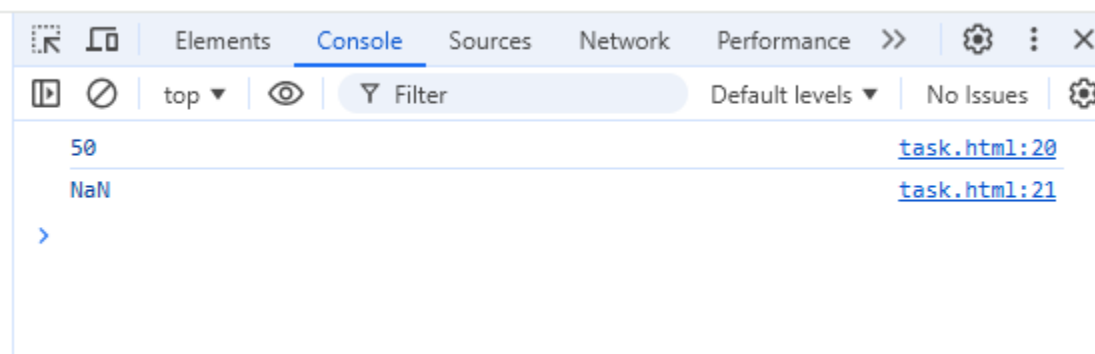 Elements Console Sources Network Performance
top Filter Default levels No Issues
50 task.html:20
NaN task.html:21